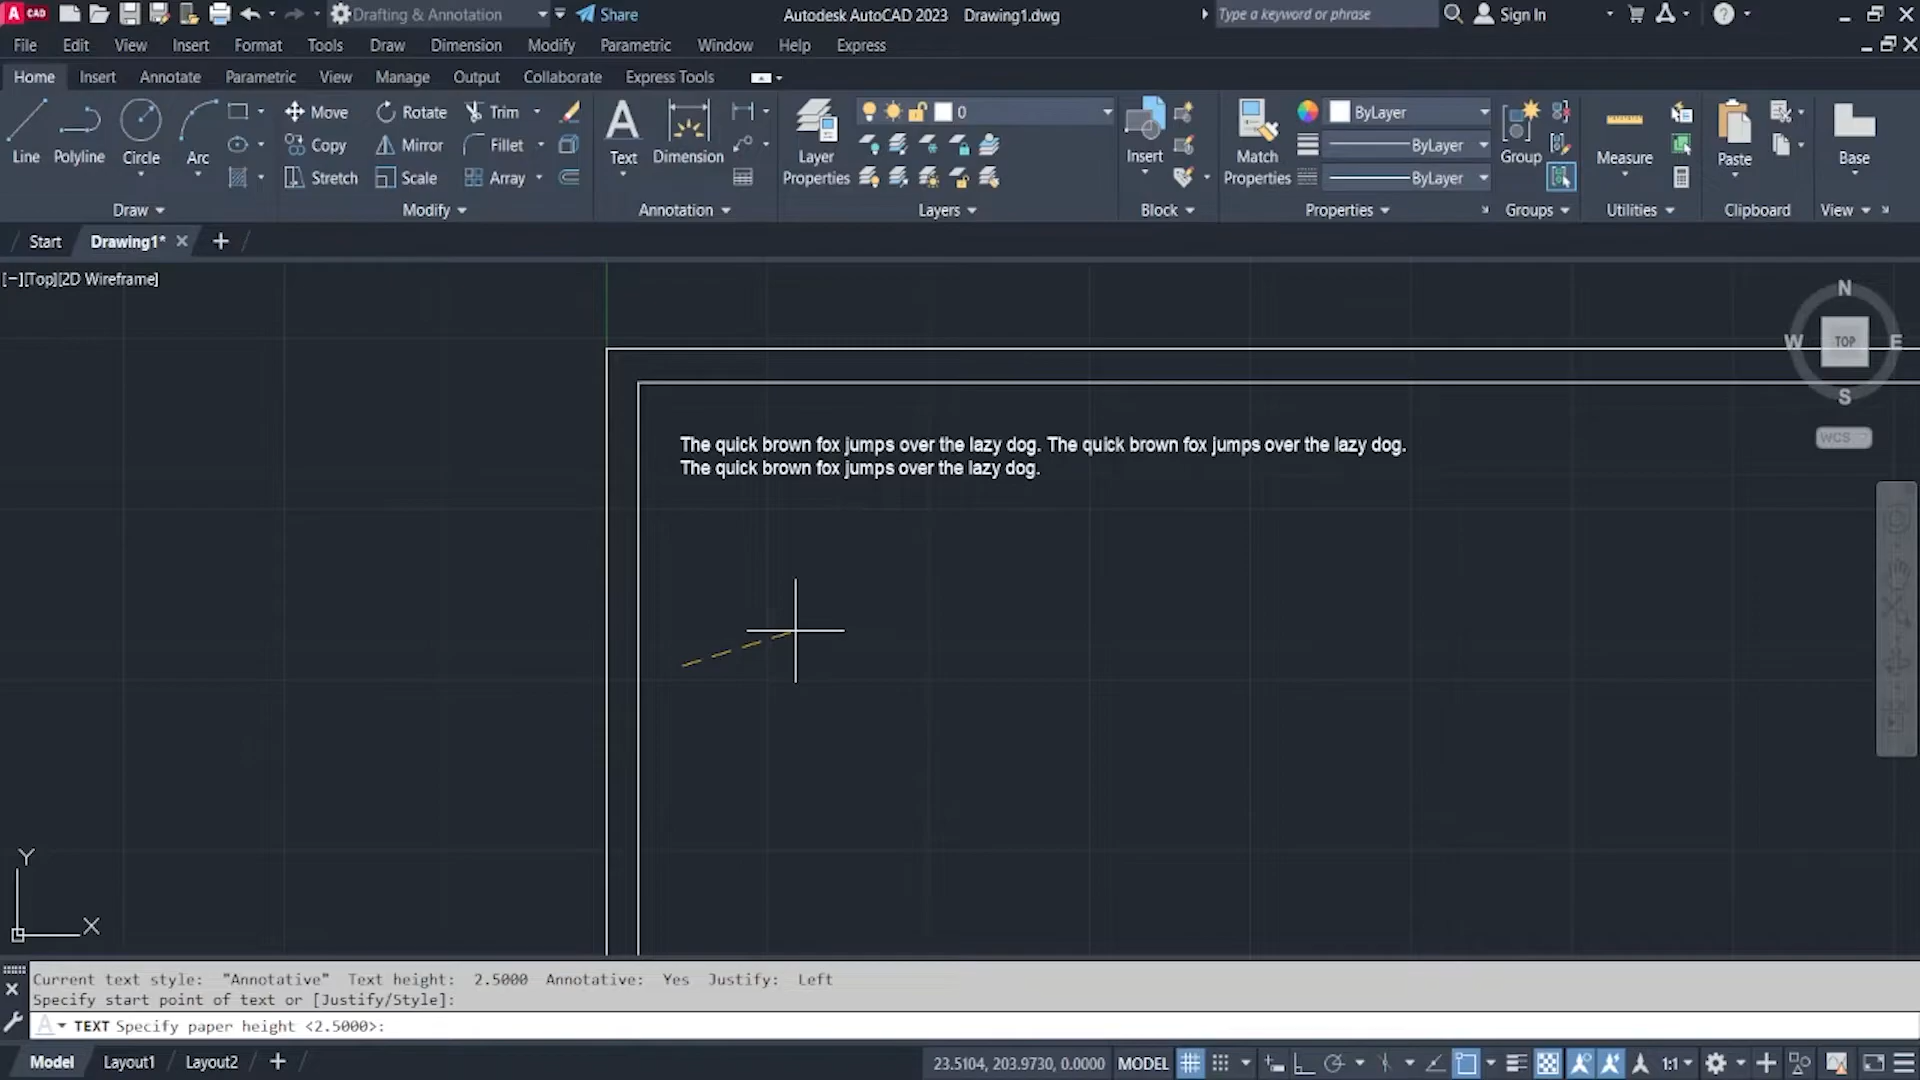 A CAD Drafting & Annotation Share Autodesk AutoCAD 2023 Drawing1.dwg Type a keyword or phrase Sign In
File Edit View Insert Format Tools Draw Dimension Modify Parametric Window Help Express
Home Insert Annotate Parametric View Manage Output Collaborate Express Tools
Move Rotate Trim 0 ByLayer
Copy Mirror Fillet ByLayer
Line Polyline Circle Arc Text Dimension Layer Properties Insert Match Properties Group Measure Paste Base
Stretch Scale Array ByLayer
Draw Modify Annotation Layers Block Properties Groups Utilities Clipboard View
Start Drawing1* +
[−][Top][2D Wireframe]
N
W TOP E
S
WCS
The quick brown fox jumps over the lazy dog. The quick brown fox jumps over the lazy dog.
The quick brown fox jumps over the lazy dog.
Y
X
Current text style: "Annotative" Text height: 2.5000 Annotative: Yes Justify: Left
Specify start point of text or [Justify/Style]:
TEXT Specify paper height <2.5000>:
Model Layout1 Layout2 + 23.5104, 203.9730, 0.0000 MODEL 1:1